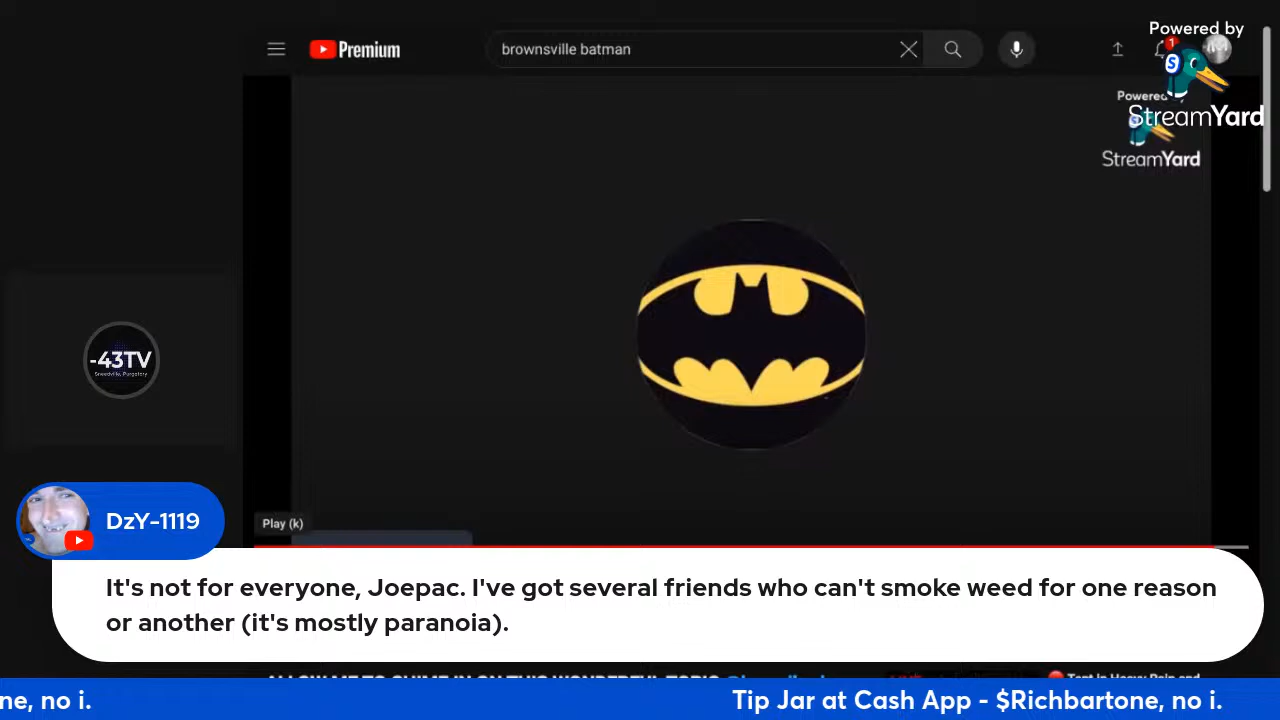 Powered by
StreamYard
Premium
brownsville batman
1
Powered
StreamYard
-43TV
Play (k)
DzY-1119
It's not for everyone, Joepac. I've got several friends who can't smoke weed for one reason
or another (it's mostly paranoia).
ne, no i.
Tip Jar at Cash App - $Richbartone, no i.